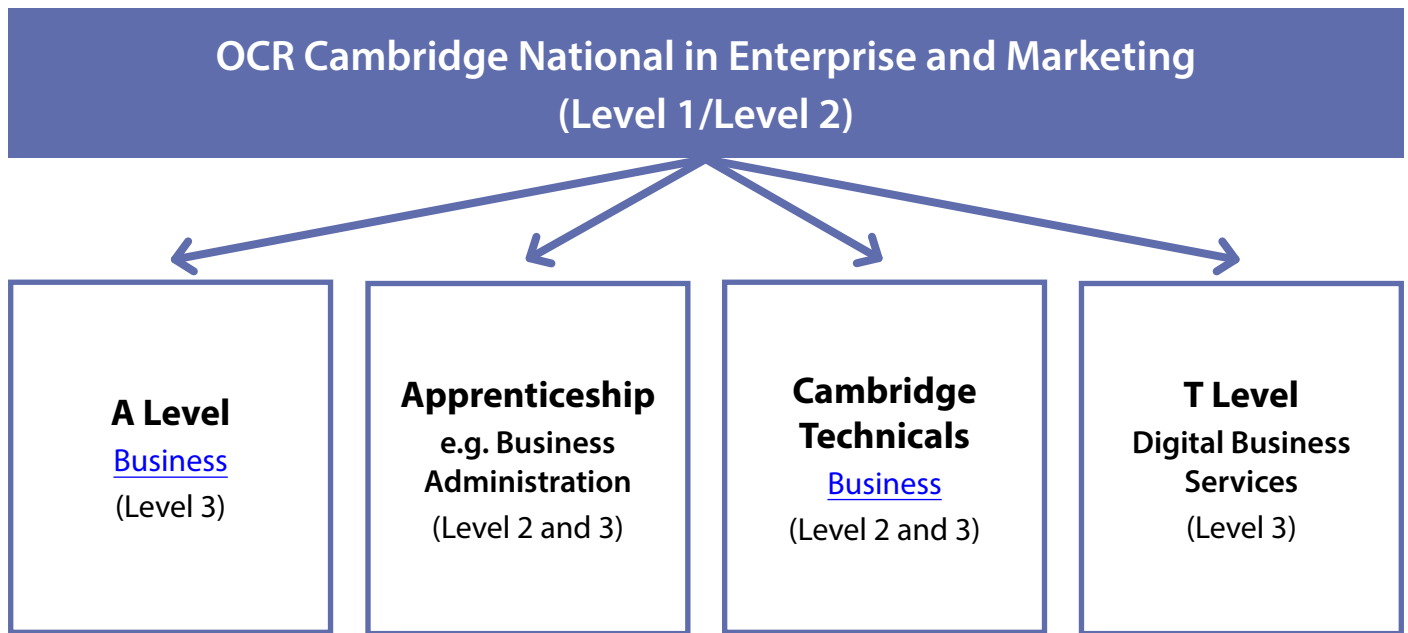 OCR Cambridge National in Enterprise and Marketing
(Level 1/Level 2)
A Level
Business
(Level 3)
Apprenticeship
e.g. Business
Administration
(Level 2 and 3)
Cambridge
Technicals
Business
(Level 2 and 3)
T Level
Digital Business
Services
(Level 3)